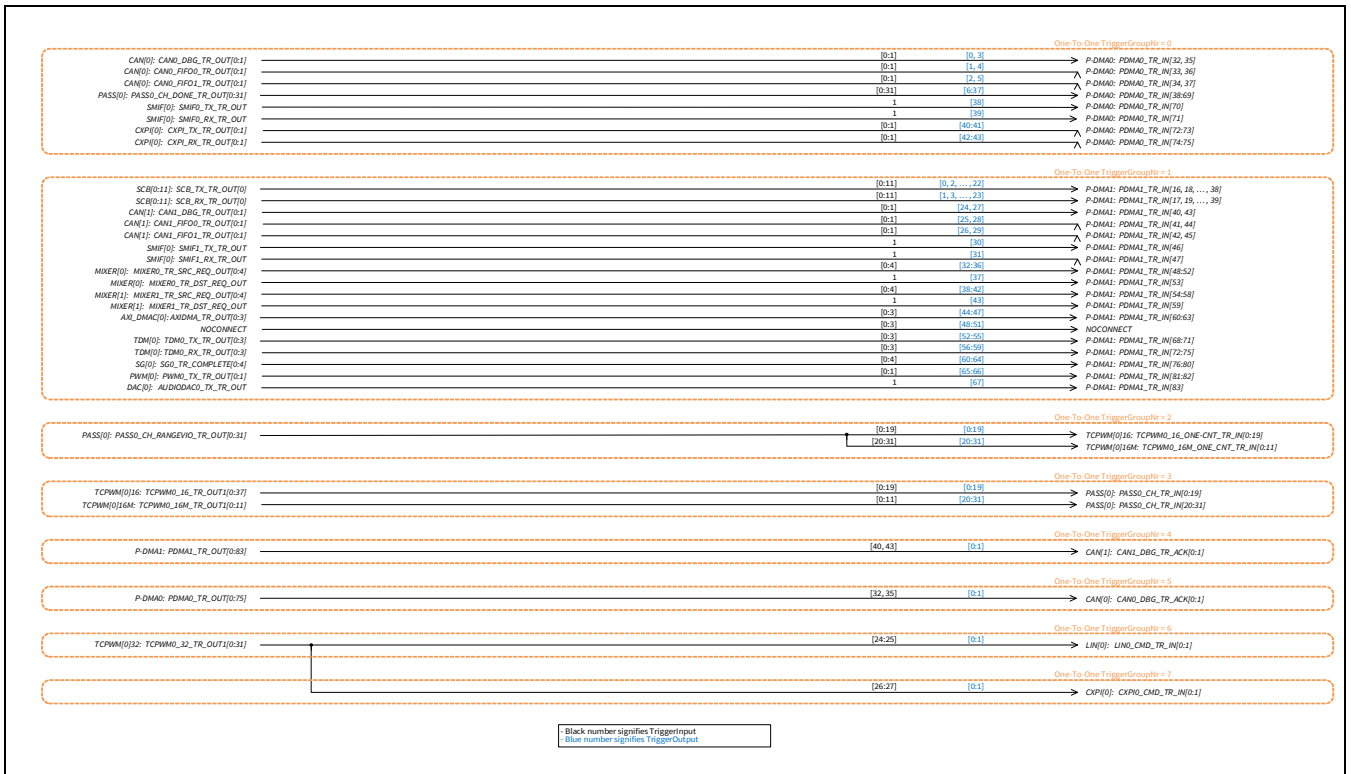 One-To-One TriggerGroupNr = 0
CAN[0]: CAN0_DBG_TR_OUT[0:1] [0:1] [0, 3] P-DMA0: PDMA0_TR_IN[32, 35]
CAN[0]: CAN0_FIFO0_TR_OUT[0:1] [0:1] [1, 4] P-DMA0: PDMA0_TR_IN[33, 36]
CAN[0]: CAN0_FIFO1_TR_OUT[0:1] [0:1] [2, 5] P-DMA0: PDMA0_TR_IN[34, 37]
PASS[0]: PASS0_CH_DONE_TR_OUT[0:31] [0:31] [6:37] P-DMA0: PDMA0_TR_IN[38:69]
SMIF[0]: SMIF0_TX_TR_OUT 1 [38] P-DMA0: PDMA0_TR_IN[70]
SMIF[0]: SMIF0_RX_TR_OUT 1 [39] P-DMA0: PDMA0_TR_IN[71]
CXPI[0]: CXPI_TX_TR_OUT[0:1] [0:1] [40:41] P-DMA0: PDMA0_TR_IN[72:73]
CXPI[0]: CXPI_RX_TR_OUT[0:1] [0:1] [42:43] P-DMA0: PDMA0_TR_IN[74:75]
One-To-One TriggerGroupNr = 1
SCB[0:11]: SCB_TX_TR_OUT[0] [0:11] [0, 2, ... , 22] P-DMA1: PDMA1_TR_IN[16, 18, ... , 38]
SCB[0:11]: SCB_RX_TR_OUT[0] [0:11] [1, 3, ... , 23] P-DMA1: PDMA1_TR_IN[17, 19, ... , 39]
CAN[1]: CAN1_DBG_TR_OUT[0:1] [0:1] [24, 27] P-DMA1: PDMA1_TR_IN[40, 43]
CAN[1]: CAN1_FIFO0_TR_OUT[0:1] [0:1] [25, 28] P-DMA1: PDMA1_TR_IN[41, 44]
CAN[1]: CAN1_FIFO1_TR_OUT[0:1] [0:1] [26, 29] P-DMA1: PDMA1_TR_IN[42, 45]
SMIF[0]: SMIF1_TX_TR_OUT 1 [30] P-DMA1: PDMA1_TR_IN[46]
SMIF[0]: SMIF1_RX_TR_OUT 1 [31] P-DMA1: PDMA1_TR_IN[47]
MIXER[0]: MIXER0_TR_SRC_REQ_OUT[0:4] [0:4] [32:36] P-DMA1: PDMA1_TR_IN[48:52]
MIXER[0]: MIXER0_TR_DST_REQ_OUT 1 [37] P-DMA1: PDMA1_TR_IN[53]
MIXER[1]: MIXER1_TR_SRC_REQ_OUT[0:4] [0:4] [38:42] P-DMA1: PDMA1_TR_IN[54:58]
MIXER[1]: MIXER1_TR_DST_REQ_OUT 1 [43] P-DMA1: PDMA1_TR_IN[59]
AXI_DMAC[0]: AXIDMA_TR_OUT[0:3] [0:3] [44:47] P-DMA1: PDMA1_TR_IN[60:63]
NOCONNECT [0:3] [48:51] NOCONNECT
TDM[0]: TDM0_TX_TR_OUT[0:3] [0:3] [52:55] P-DMA1: PDMA1_TR_IN[68:71]
TDM[0]: TDM0_RX_TR_OUT[0:3] [0:3] [56:59] P-DMA1: PDMA1_TR_IN[72:75]
SG[0]: SG0_TR_COMPLETE[0:4] [0:4] [60:64] P-DMA1: PDMA1_TR_IN[76:80]
PWM[0]: PWM0_TX_TR_OUT[0:1] [0:1] [65:66] P-DMA1: PDMA1_TR_IN[81:82]
DAC[0]: AUDIODAC0_TX_TR_OUT 1 [67] P-DMA1: PDMA1_TR_IN[83]
One-To-One TriggerGroupNr = 2
PASS[0]: PASS0_CH_RANGEVIO_TR_OUT[0:31] [0:19] [0:19] TCPWM[0]16: TCPWM0_16_ONE-CNT_TR_IN[0:19]
[20:31] [20:31] TCPWM[0]16M: TCPWM0_16M_ONE_CNT_TR_IN[0:11]
One-To-One TriggerGroupNr = 3
TCPWM[0]16: TCPWM0_16_TR_OUT1[0:37] [0:19] [0:19] PASS[0]: PASS0_CH_TR_IN[0:19]
TCPWM[0]16M: TCPWM0_16M_TR_OUT1[0:11] [0:11] [20:31] PASS[0]: PASS0_CH_TR_IN[20:31]
One-To-One TriggerGroupNr = 4
P-DMA1: PDMA1_TR_OUT[0:83] [40, 43] [0:1] CAN[1]: CAN1_DBG_TR_ACK[0:1]
One-To-One TriggerGroupNr = 5
P-DMA0: PDMA0_TR_OUT[0:75] [32, 35] [0:1] CAN[0]: CAN0_DBG_TR_ACK[0:1]
One-To-One TriggerGroupNr = 6
TCPWM[0]32: TCPWM0_32_TR_OUT1[0:31] [24:25] [0:1] LIN[0]: LIN0_CMD_TR_IN[0:1]
One-To-One TriggerGroupNr = 7
[26:27] [0:1] CXPI[0]: CXPI0_CMD_TR_IN[0:1]
- Black number signifies TriggerInput
- Blue number signifies TriggerOutput